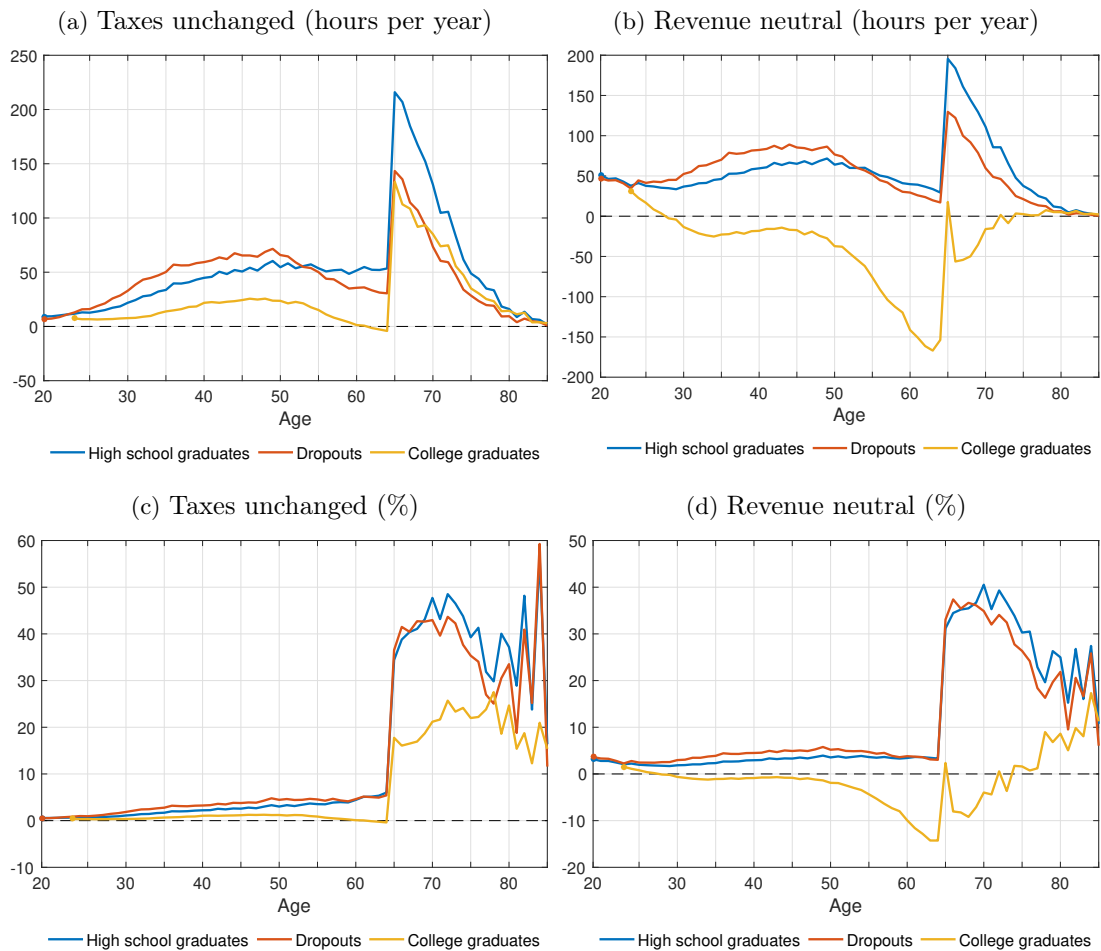 (a) Taxes unchanged (hours per year)
(b) Revenue neutral (hours per year)
250
200
150
100
50
0
-50
20 30 40 50 60 70 80
Age
High school graduates Dropouts College graduates
200
150
100
50
0
-50
-100
-150
-200
20 30 40 50 60 70 80
Age
High school graduates Dropouts College graduates
(c) Taxes unchanged (%)
(d) Revenue neutral (%)
60
50
40
30
20
10
0
-10
20 30 40 50 60 70 80
Age
High school graduates Dropouts College graduates
50
40
30
20
10
0
-10
-20
20 30 40 50 60 70 80
Age
High school graduates Dropouts College graduates